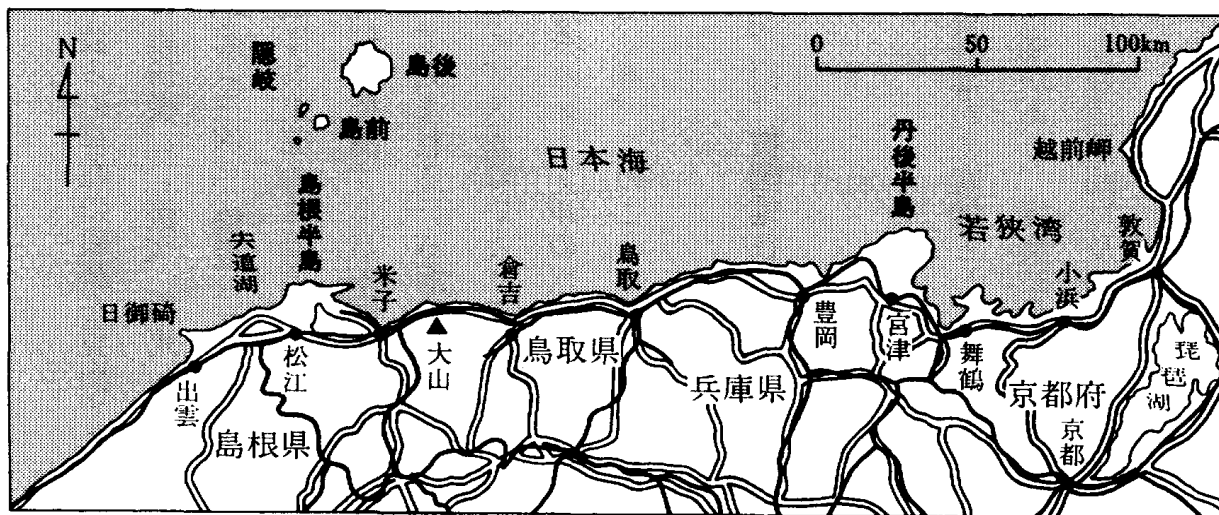 N
隠岐
島後
島前
0 50 100km
日本海
丹後半島
越前岬
若狭湾
敦賀
小浜
島根半島
宍道湖
日御碕
米子
倉吉
鳥取
豊岡
宮津
舞鶴
大山
松江
出雲
島根県
鳥取県
兵庫県
京都府
京都
琵琶湖